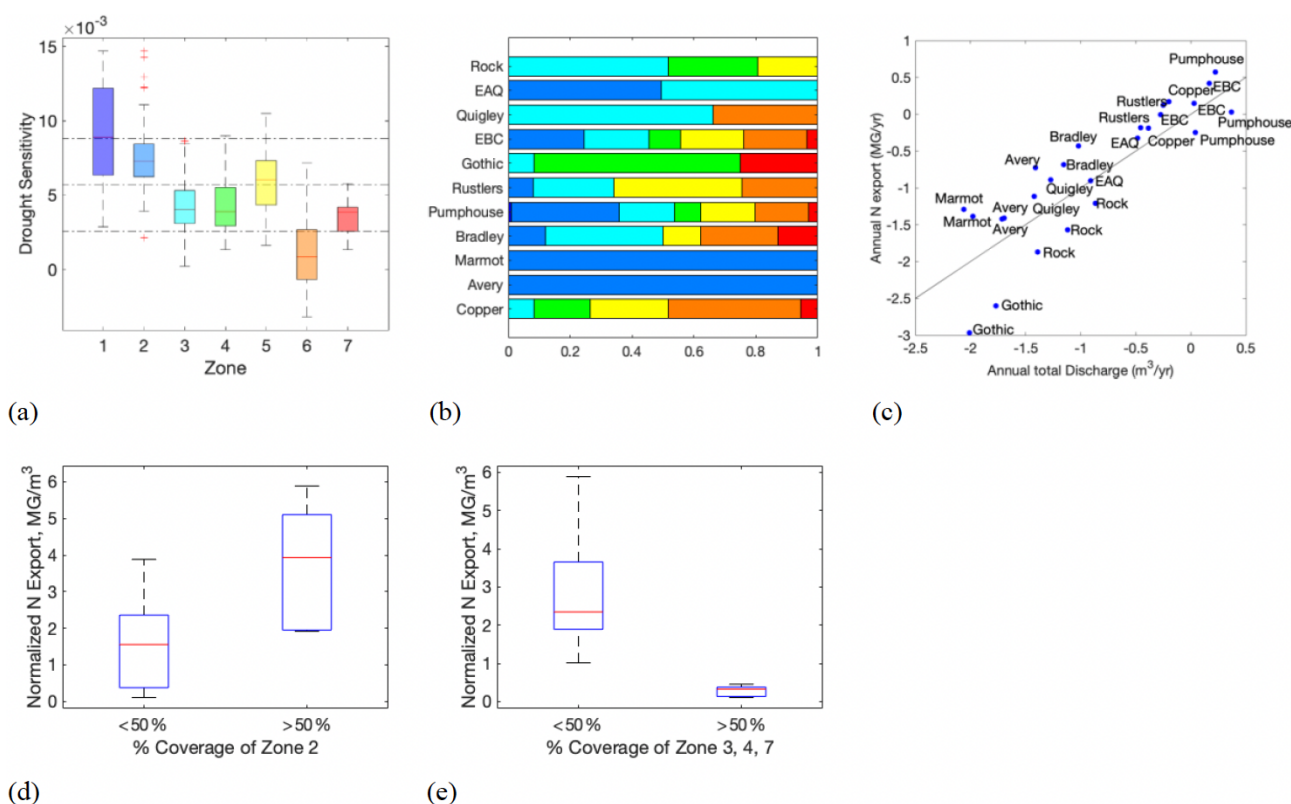 ×10⁻³
15
10
5
0
Drought Sensitivity
1 2 3 4 5 6 7
Zone
(a)
Rock
EAQ
Quigley
EBC
Gothic
Rustlers
Pumphouse
Bradley
Marmot
Avery
Copper
0 0.2 0.4 0.6 0.8 1
(b)
1
0.5
0
-0.5
-1
-1.5
-2
-2.5
-3
Annual N export (MG/yr)
Pumphouse
Copper
EBC
Rustlers
EBC
EBC
Pumphouse
Rustlers
Bradley
EAQ
Copper
Pumphouse
Avery
Bradley
Quigley
EAQ
Marmot
Avery
Quigley
Rock
Marmot
Avery
Rock
Rock
Gothic
Gothic
-2.5 -2 -1.5 -1 -0.5 0 0.5
Annual total Discharge (m³/yr)
(c)
6
5
4
3
2
1
0
Normalized N Export, MG/m³
<50 % >50 %
% Coverage of Zone 2
(d)
6
5
4
3
2
1
0
Normalized N Export, MG/m³
<50 % >50 %
% Coverage of Zone 3, 4, 7
(e)